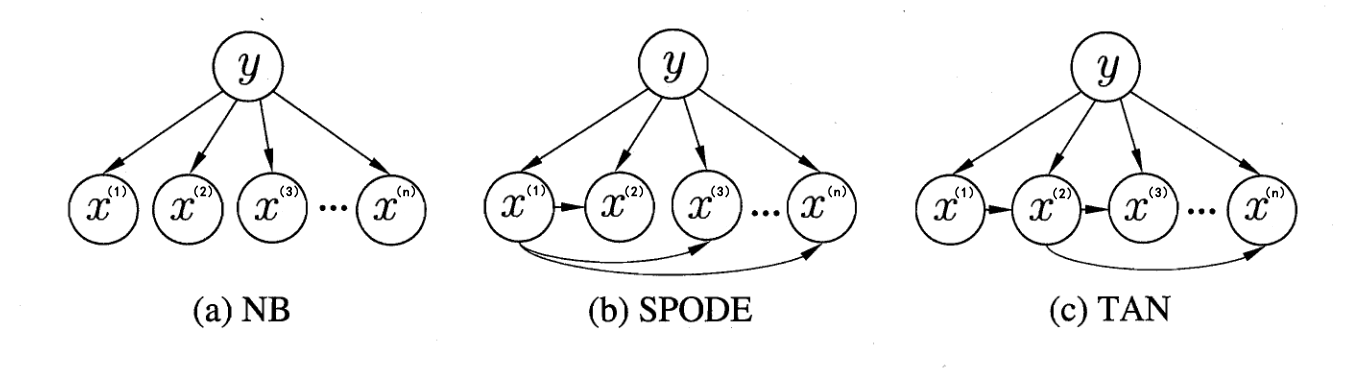 y y y
x⁽¹⁾ x⁽²⁾ x⁽³⁾ ... x⁽ⁿ⁾ x⁽¹⁾ x⁽²⁾ x⁽³⁾ ... x⁽ⁿ⁾ x⁽¹⁾ x⁽²⁾ x⁽³⁾ ... x⁽ⁿ⁾
(a) NB (b) SPODE (c) TAN